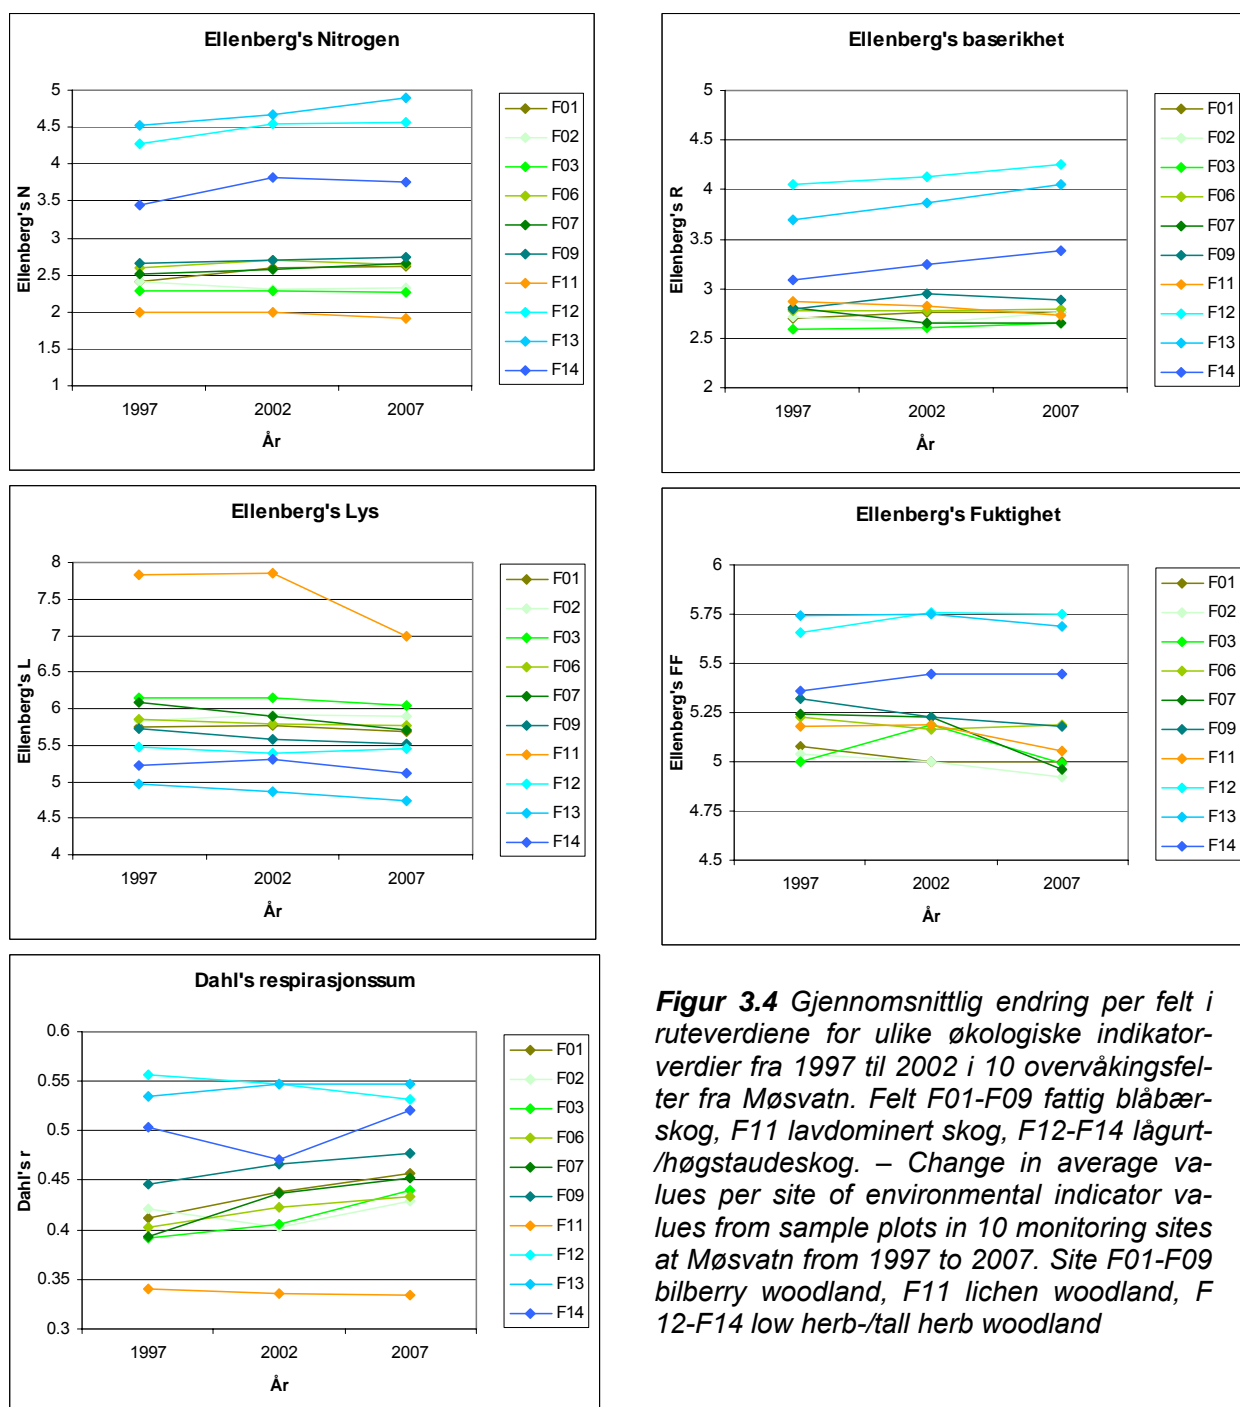 Ellenberg's Nitrogen
5
4.5
4
3.5
3
2.5
2
1.5
1
Ellenberg's N
1997 2002 2007
År
F01
F02
F03
F06
F07
F09
F11
F12
F13
F14
Ellenberg's baserikhet
5
4.5
4
3.5
3
2.5
2
Ellenberg's R
1997 2002 2007
År
F01
F02
F03
F06
F07
F09
F11
F12
F13
F14
Ellenberg's Lys
8
7.5
7
6.5
6
5.5
5
4.5
4
Ellenberg's L
1997 2002 2007
År
F01
F02
F03
F06
F07
F09
F11
F12
F13
F14
Ellenberg's Fuktighet
6
5.75
5.5
5.25
5
4.75
4.5
Ellenberg's FF
1997 2002 2007
År
F01
F02
F03
F06
F07
F09
F11
F12
F13
F14
Dahl's respirasjonssum
0.6
0.55
0.5
0.45
0.4
0.35
0.3
Dahl's r
1997 2002 2007
År
F01
F02
F03
F06
F07
F09
F11
F12
F13
F14
Figur 3.4 Gjennomsnittlig endring per felt i
ruteverdiene for ulike økologiske indikator-
verdier fra 1997 til 2002 i 10 overvåkingsfel-
ter fra Møsvatn. Felt F01-F09 fattig blåbær-
skog, F11 lavdominert skog, F12-F14 lågurt-
/høgstaudeskog. – Change in average va-
lues per site of environmental indicator va-
lues from sample plots in 10 monitoring sites
at Møsvatn from 1997 to 2007. Site F01-F09
bilberry woodland, F11 lichen woodland, F
12-F14 low herb-/tall herb woodland